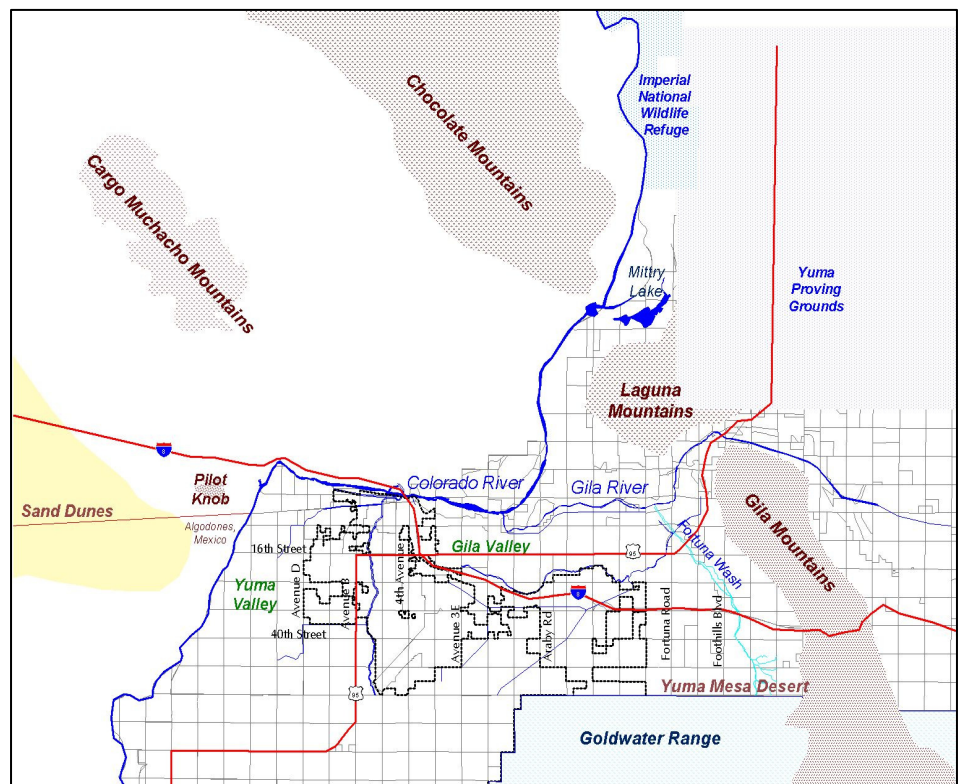 Imperial
National
Wildlife
Refuge
Chocolate Mountains
Cargo Muchacho Mountains
Mittry
Lake
Yuma
Proving
Grounds
Laguna
Mountains
8
Pilot
Knob
Colorado River
Gila River
Sand Dunes
Algodones,
Mexico
Gila Mountains
Fortuna Wash
16th Street
4th Avenue
Gila Valley
95
Yuma
Valley
Avenue D
Avenue B
8
40th Street
Avenue 3E
Araby Rd
Fortuna Road
Foothills Blvd
95
Yuma Mesa Desert
Goldwater Range